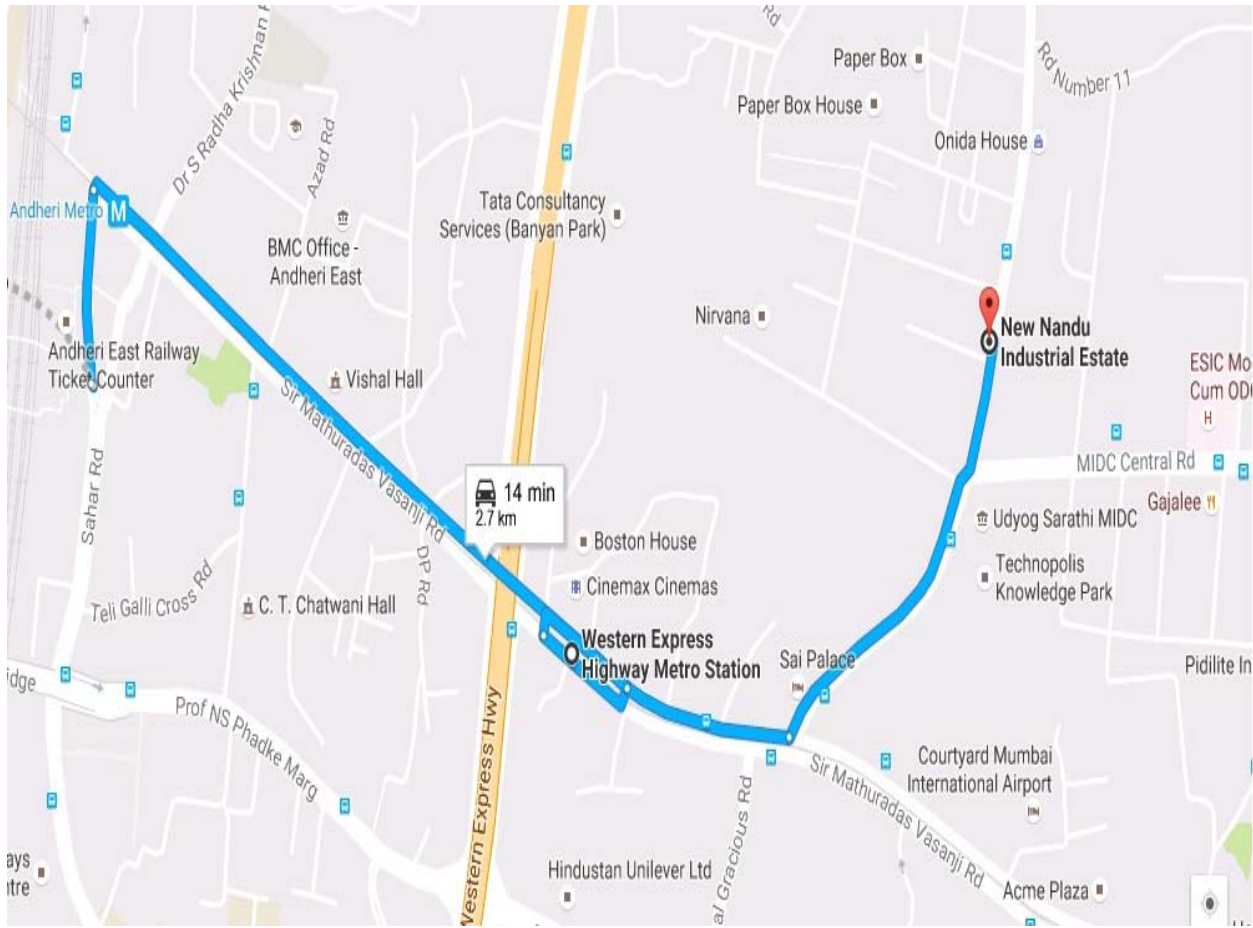 Rd
Paper Box
Rd Number 11
Paper Box House
Onida House
Dr S Radha Krishnan
Azad Rd
Andheri Metro M
Tata Consultancy
Services (Banyan Park)
BMC Office -
Andheri East
Nirvana
New Nandu
Industrial Estate
Andheri East Railway
Ticket Counter
Vishal Hall
ESIC Mo
Cum OD
H
Sir Mathuradas Vasanji Rd
MIDC Central Rd
14 min
2.7 km
Gajalee
Sahar Rd
Udyog Sarathi MIDC
Boston House
DP Rd
Technopolis
Knowledge Park
Cinemax Cinemas
Teli Galli Cross Rd
C. T. Chatwani Hall
Western Express
Highway Metro Station
Sai Palace
Pidilite In
idge
Prof NS Phadke Marg
Western Express Hwy
Courtyard Mumbai
International Airport
Sir Mathuradas Vasanji Rd
al Gracious Rd
Hindustan Unilever Ltd
Acme Plaza
ays
ntre